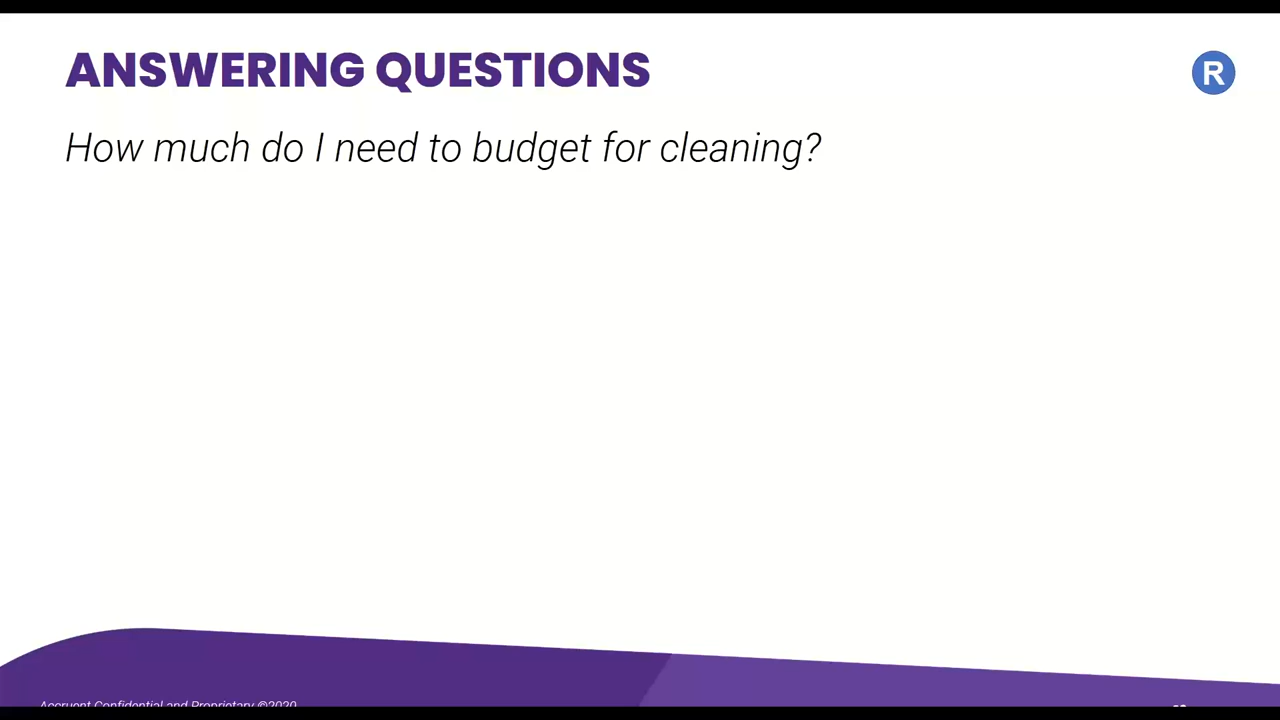 ANSWERING QUESTIONS
R
How much do I need to budget for cleaning?
Accruent Confidential and Proprietary ©2020